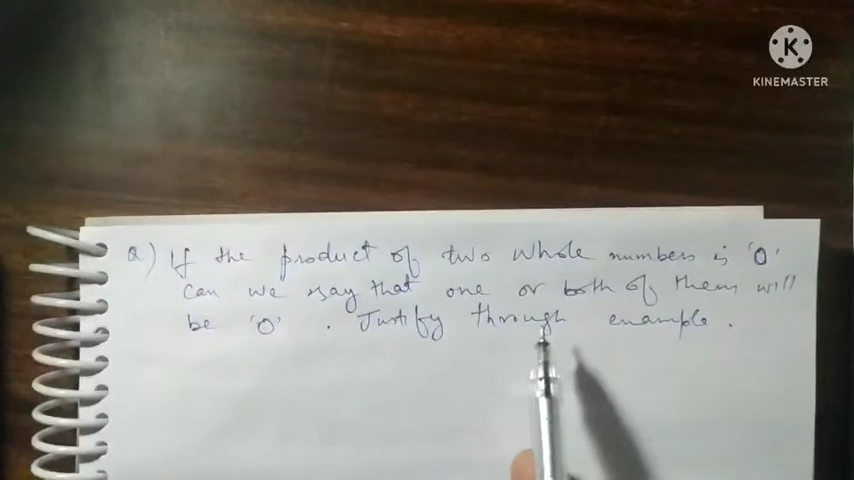 KINEMASTER
Q) If the product of two whole numbers is '0'
can we say that one or both of them will
be '0' . Justify through example .